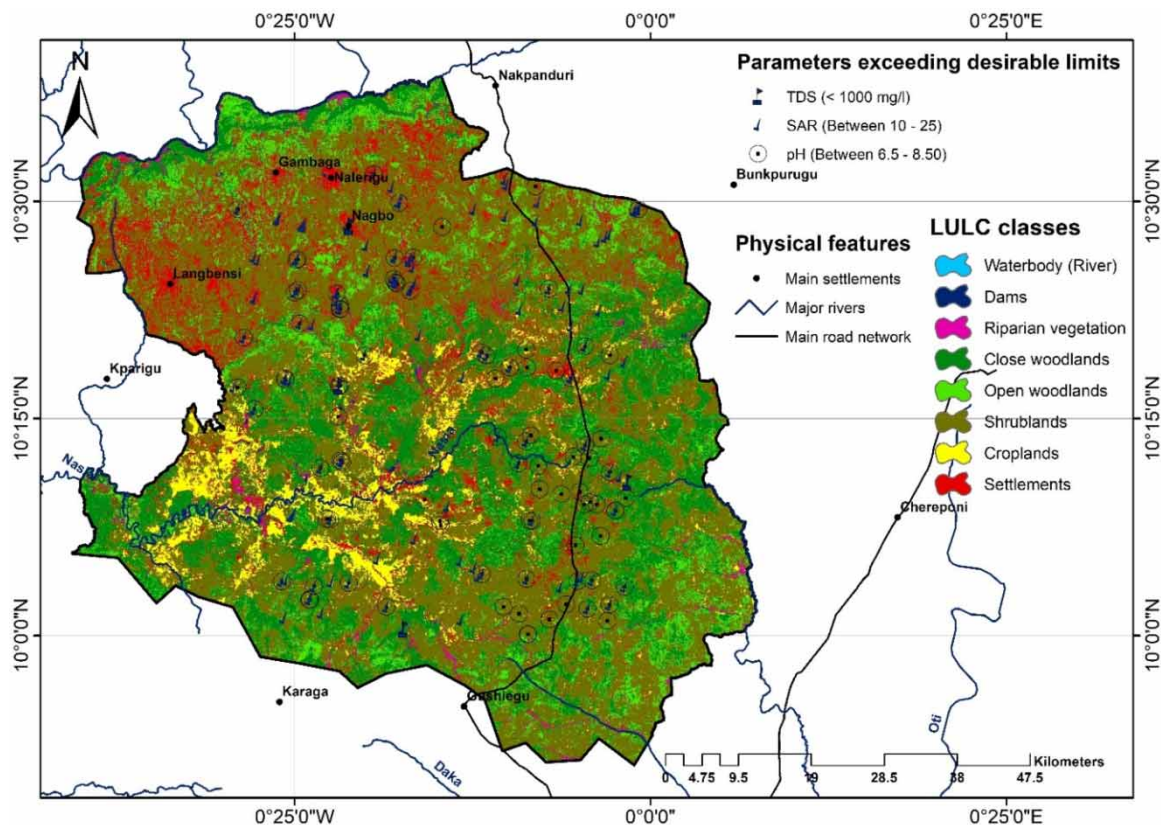 0°25'0"W
0°0'0"
0°25'0"E
N
Nakpanduri
Parameters exceeding desirable limits
TDS (< 1000 mg/l)
SAR (Between 10 - 25)
pH (Between 6.5 - 8.50)
Gambaga
Nalerigu
Bunkpurugu
10°30'0"N
10°30'0"N
Nagbo
Physical features
Main settlements
Major rivers
Main road network
LULC classes
Waterbody (River)
Dams
Riparian vegetation
Close woodlands
Open woodlands
Shrublands
Croplands
Settlements
Langbensi
Kparigu
10°15'0"N
10°15'0"N
Nas
Chereponi
10°0'0"N
10°0'0"N
Karaga
Gushiegu
Oti
Daka
Kilometers
0 4.75 9.5 19 28.5 38 47.5
0°25'0"W
0°0'0"
0°25'0"E